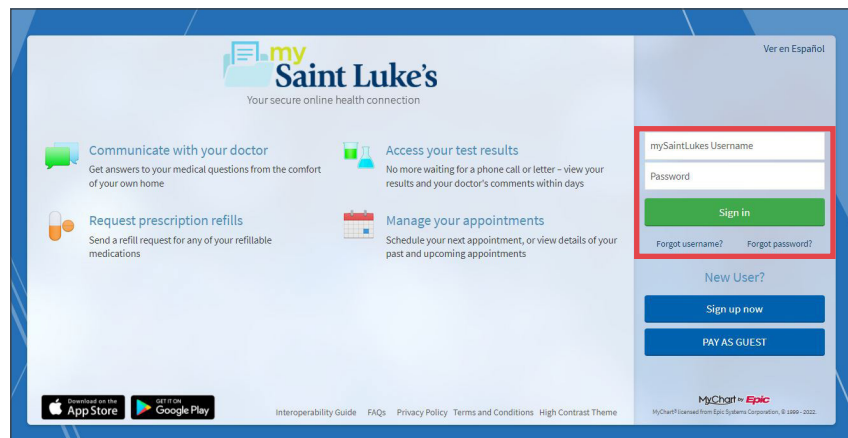 my
Saint Luke's
Your secure online health connection
Communicate with your doctor
Get answers to your medical questions from the comfort
of your own home
Access your test results
No more waiting for a phone call or letter – view your
results and your doctor's comments within days
Request prescription refills
Send a refill request for any of your refillable
medications
Manage your appointments
Schedule your next appointment, or view details of your
past and upcoming appointments
Download on the
App Store
GET IT ON
Google Play
Interoperability Guide FAQs Privacy Policy Terms and Conditions High Contrast Theme
Ver en Español
mySaintLukes Username
Password
Sign in
Forgot username? Forgot password?
New User?
Sign up now
PAY AS GUEST
MyChart by Epic
MyChart® licensed from Epic Systems Corporation, © 1999 - 2022.